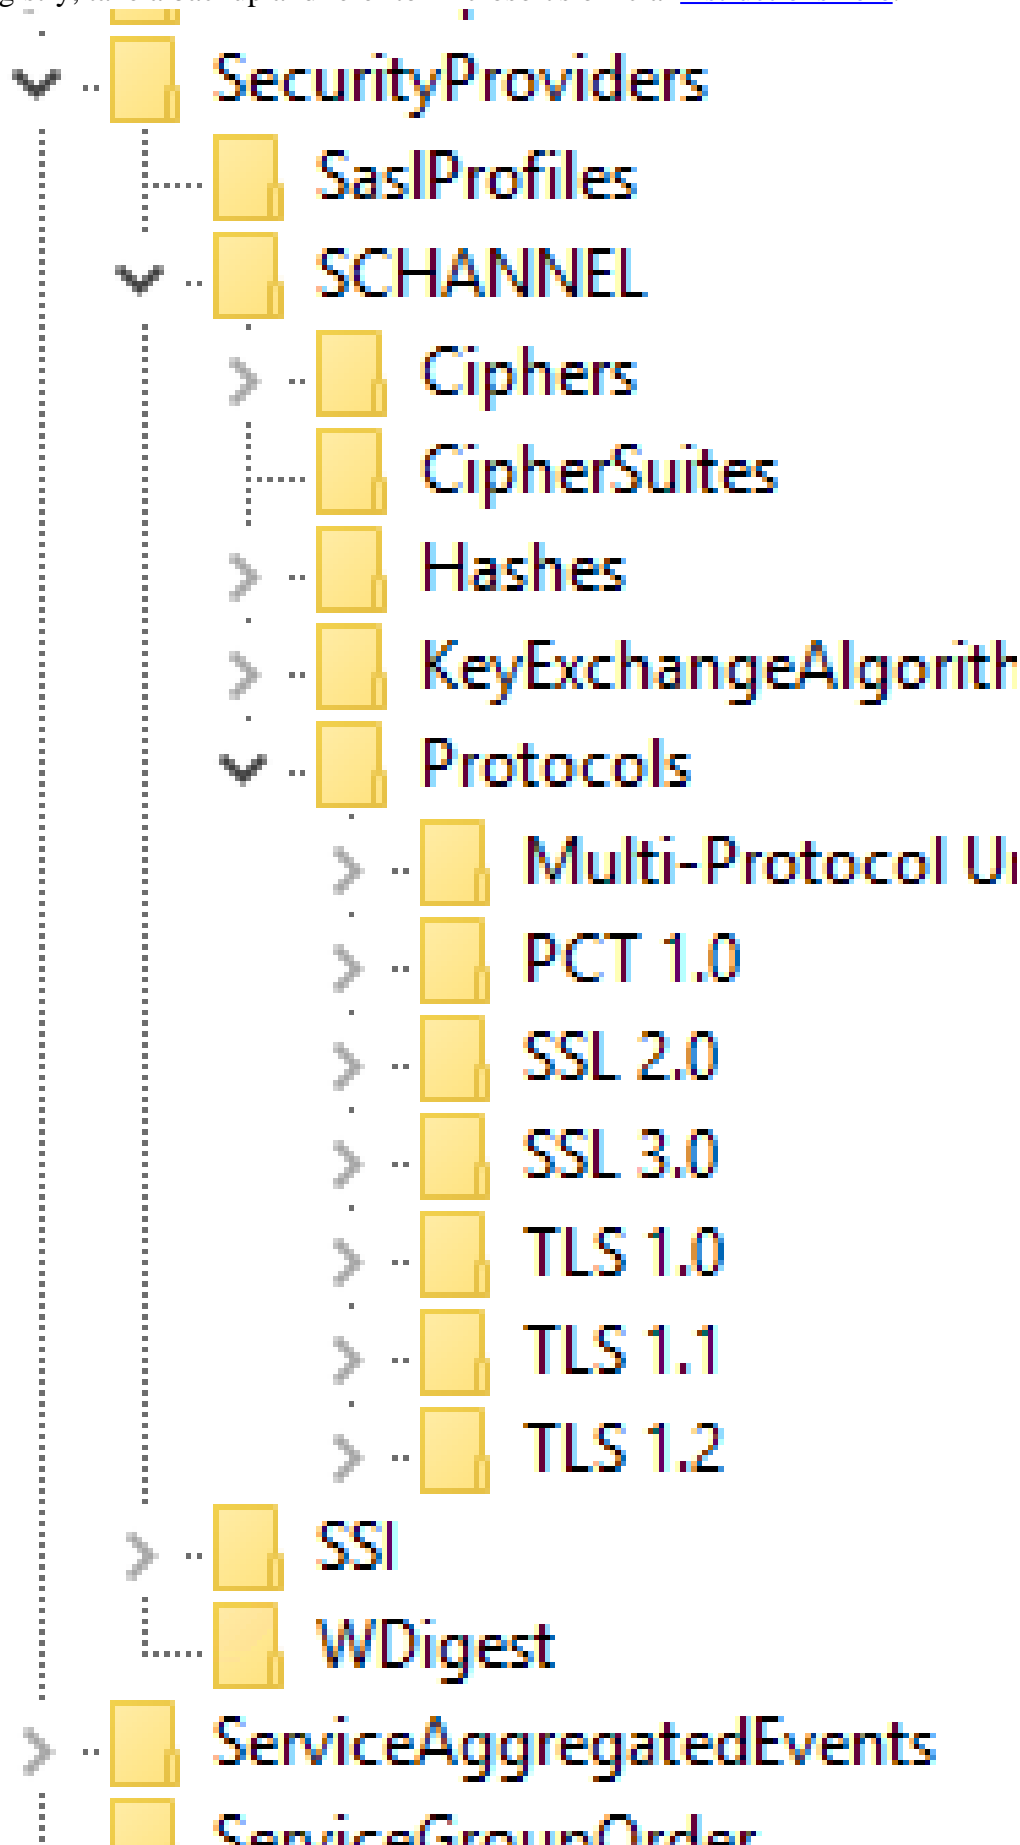 SecurityProviders
SaslProfiles
SCHANNEL
Ciphers
CipherSuites
Hashes
KeyExchangeAlgorith
Protocols
Multi-Protocol
PCT 1.0
SSL 2.0
SSL 3.0
TLS 1.0
TLS 1.1
TLS 1.2
SSI
WDigest
ServiceAggregatedEvents
ServiceGroupOrder